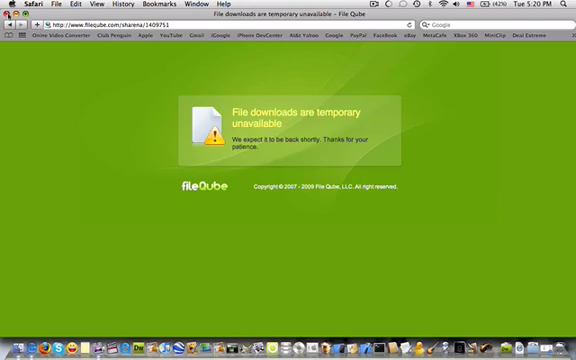 Safari File Edit View History Bookmarks Window Help (42%) Tue 5:20 PM
File downloads are temporary unavailable - File Qube
http://www.fileqube.com/sharena/1409751 Google
Online Video Converter Club Penguin Apple YouTube Gmail iGoogle iPhone DevCenter At&t Yahoo Google PayPal FaceBook eBay MetaCafe XBox 360 MiniClip Deal Extreme
File downloads are temporary
unavailable
We expect it to be back shortly. Thanks for your
patience.
fileQube Copyright © 2007 - 2009 File Qube, LLC. All right reserved.